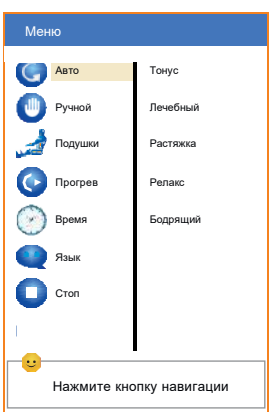 Меню
Авто
Ручной
Подушки
Прогрев
Время
Язык
Стоп
Тонус
Лечебный
Растяжка
Релакс
Бодрящий
Нажмите кнопку навигации